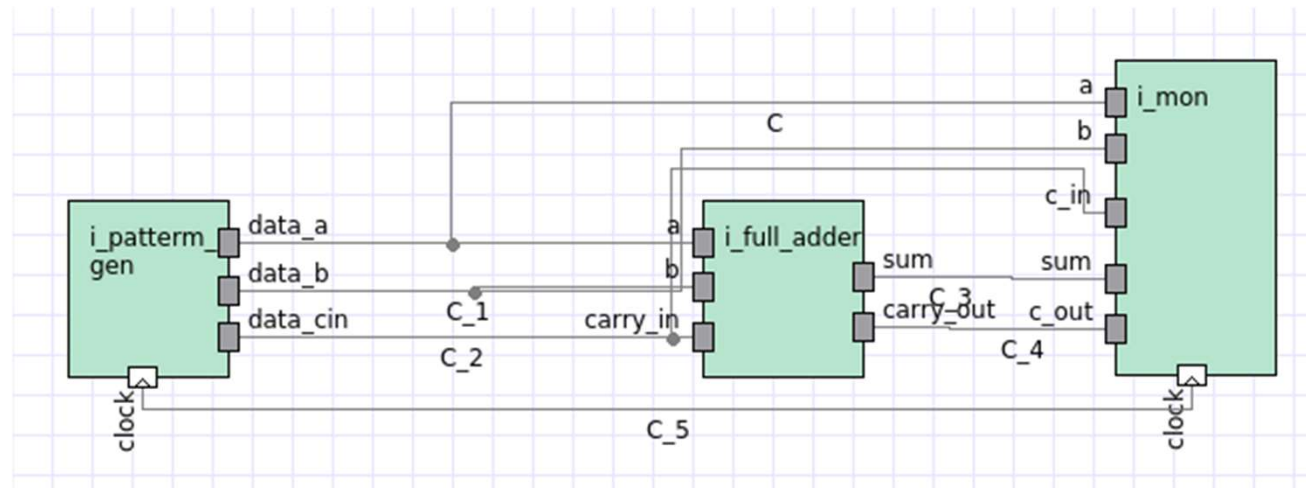 a
i_mon
C
b
c_in
i_patterm_
gen
data_a
a
i_full_adder
data_b
b
sum
sum
C_1
C_3
data_cin
carry_in
carry_out
c_out
C_2
C_4
clock
clock
C_5